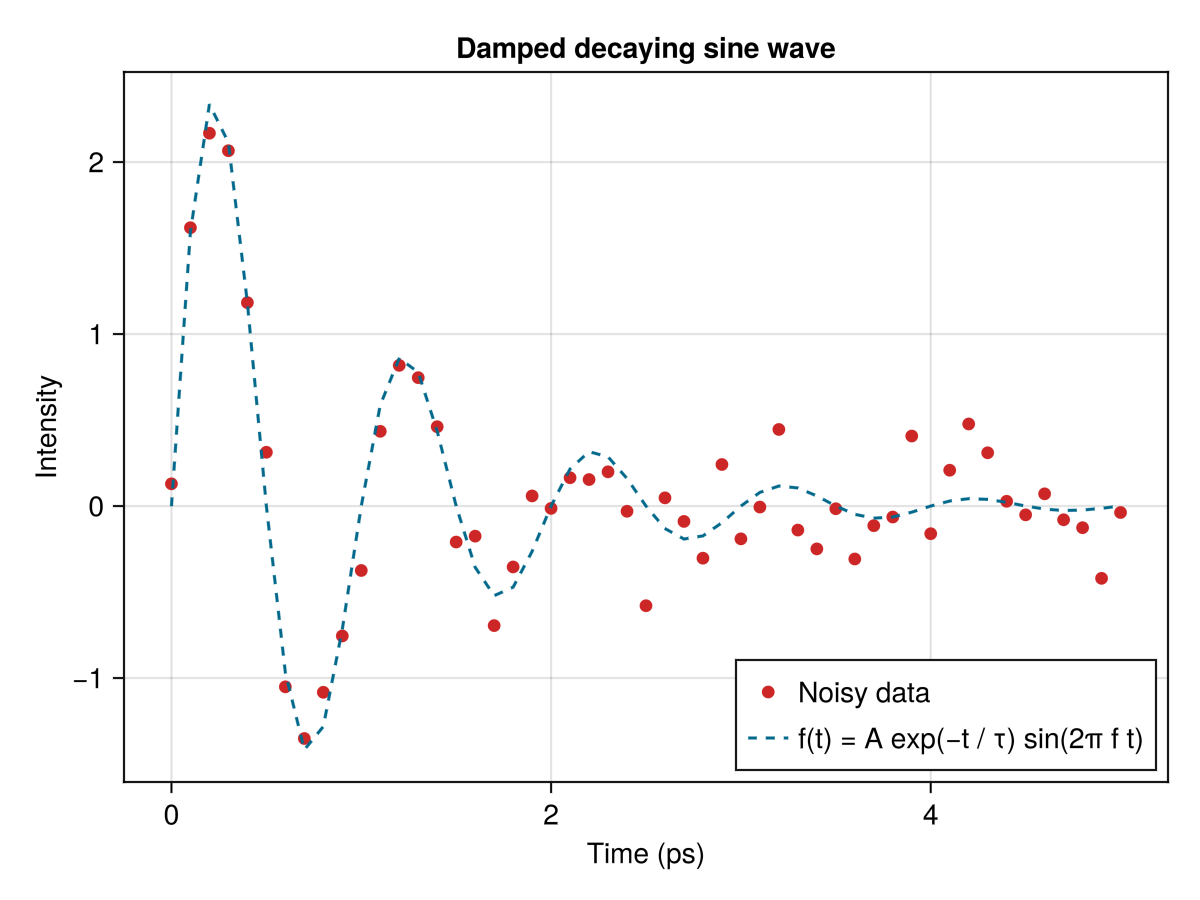 Damped decaying sine wave
Intensity
2
1
0
−1
Noisy data
f(t) = A exp(−t / τ) sin(2π f t)
0 2 4
Time (ps)